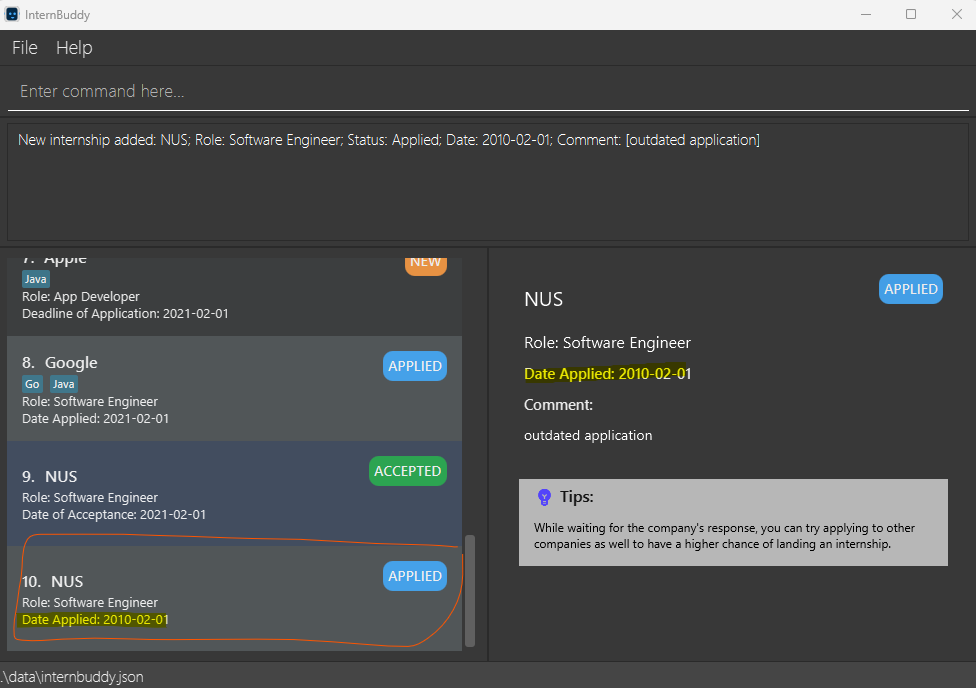 InternBuddy
File Help
Enter command here...
New internship added: NUS; Role: Software Engineer; Status: Applied; Date: 2010-02-01; Comment: [outdated application]
7. Apple
NEW
Java
Role: App Developer
Deadline of Application: 2021-02-01
8. Google
APPLIED
Go Java
Role: Software Engineer
Date Applied: 2021-02-01
9. NUS
ACCEPTED
Role: Software Engineer
Date of Acceptance: 2021-02-01
10. NUS
APPLIED
Role: Software Engineer
Date Applied: 2010-02-01
NUS
APPLIED
Role: Software Engineer
Date Applied: 2010-02-01
Comment:
outdated application
Tips:
While waiting for the company's response, you can try applying to other
companies as well to have a higher chance of landing an internship.
.\data\internbuddy.json